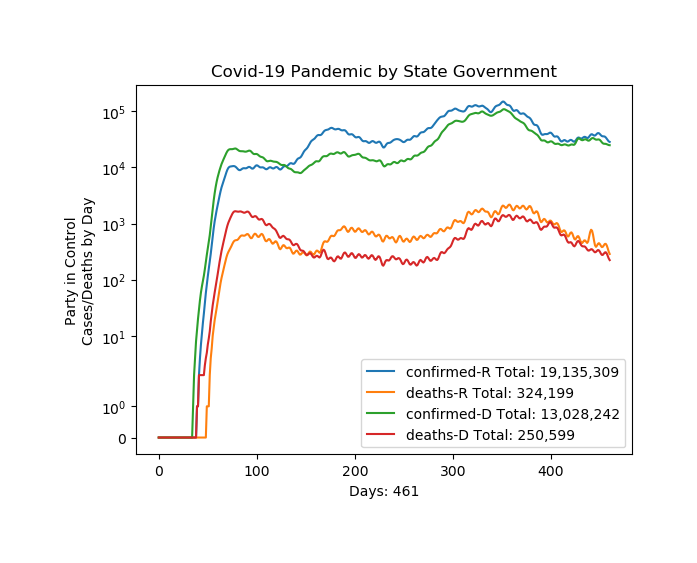 Covid-19 Pandemic by State Government
Party in Control
Cases/Deaths by Day
10^5
10^4
10^3
10^2
10^1
10^0
0
confirmed-R Total: 19,135,309
deaths-R Total: 324,199
confirmed-D Total: 13,028,242
deaths-D Total: 250,599
0 100 200 300 400
Days: 461